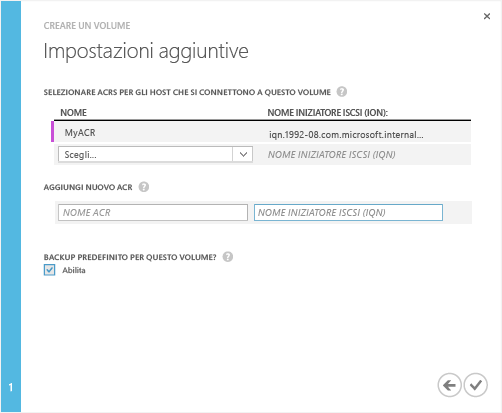 CREARE UN VOLUME
Impostazioni aggiuntive
SELEZIONARE ACRS PER GLI HOST CHE SI CONNETTONO A QUESTO VOLUME ?
NOME NOME INIZIATORE ISCSI (ION):
MyACR iqn.1992-08.com.microsoft.internal...
Scegli... NOME INIZIATORE ISCSI (IQN)
AGGIUNGI NUOVO ACR ?
NOME ACR NOME INIZIATORE ISCSI (IQN)
BACKUP PREDEFINITO PER QUESTO VOLUME? ?
Abilita
1